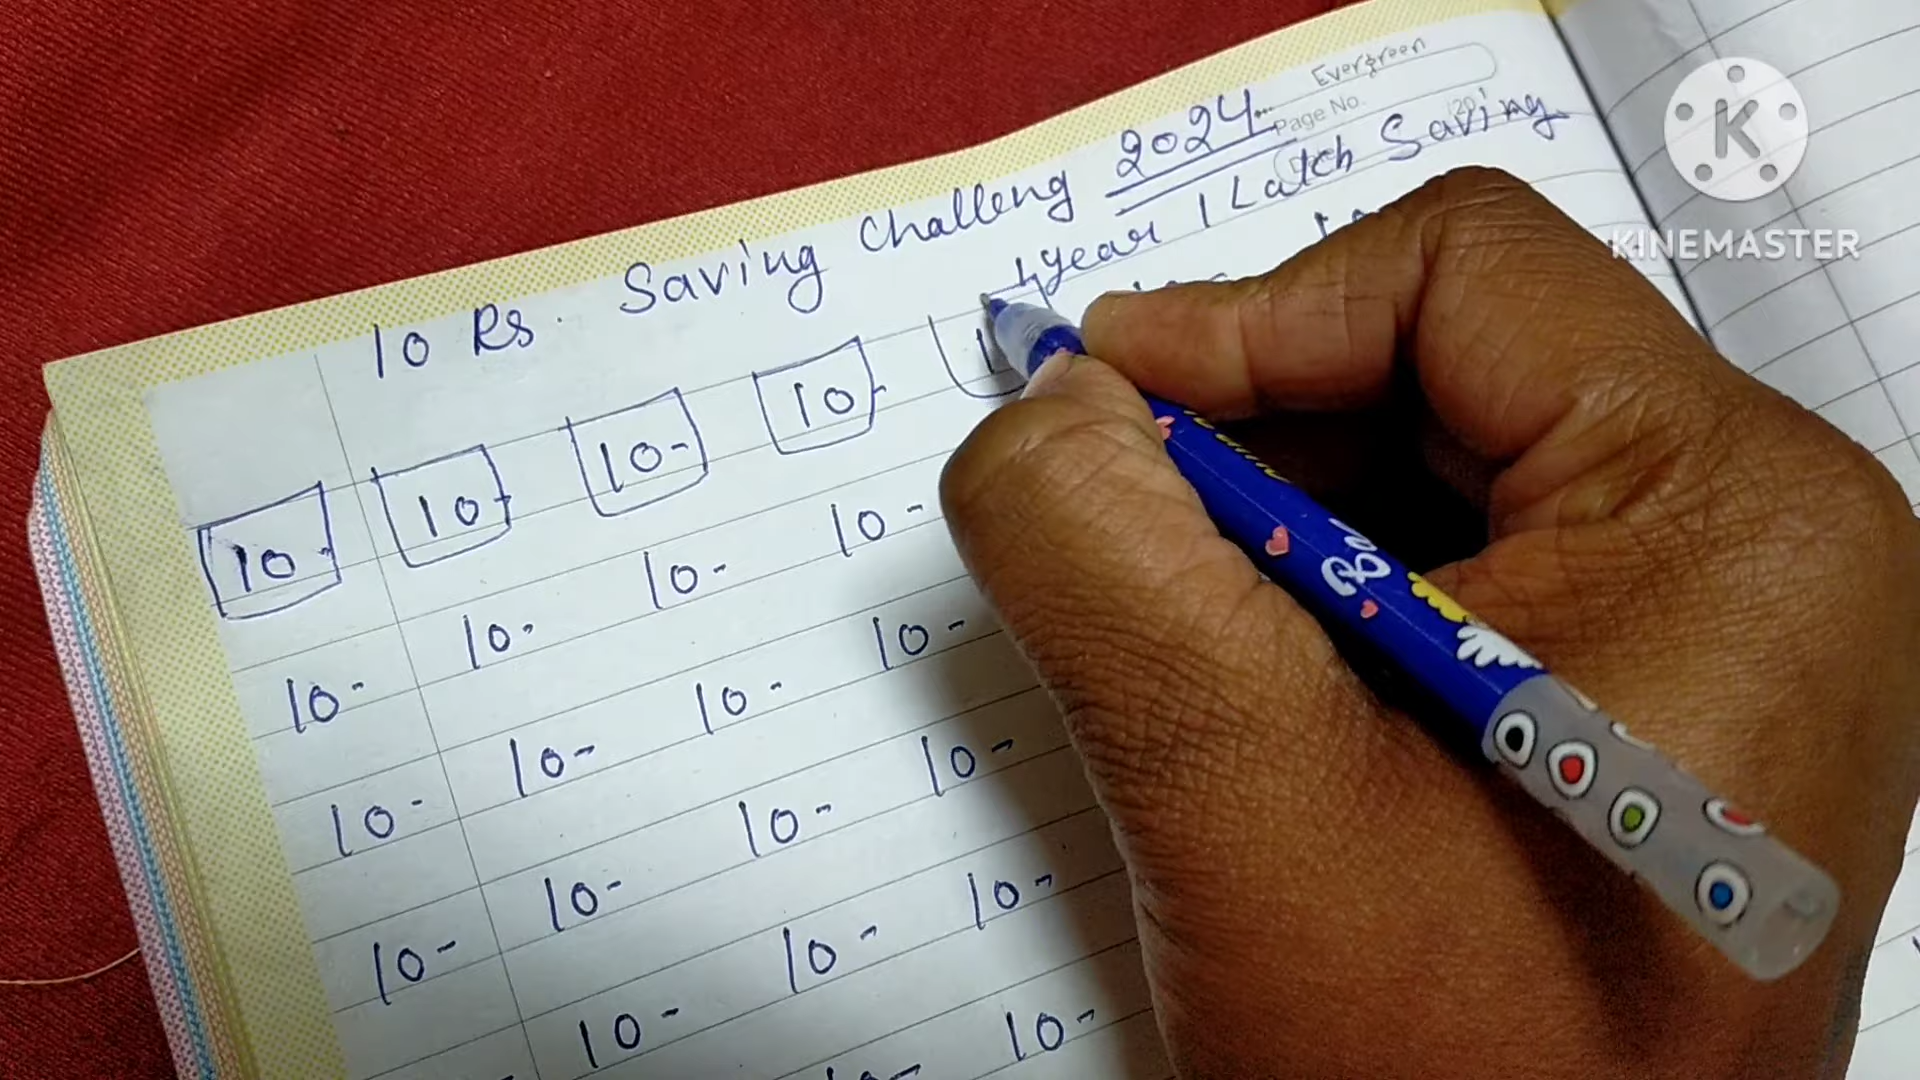 Evergreen
Page No.
10 Rs. Saving Challeng 2024
1 year 1 Latch Saving
KINEMASTER
10- 10- 10- 10-
10- 10- 10- 10-
10- 10- 10- 10-
10- 10- 10- 10-
10- 10- 10- 10-
10- 10-